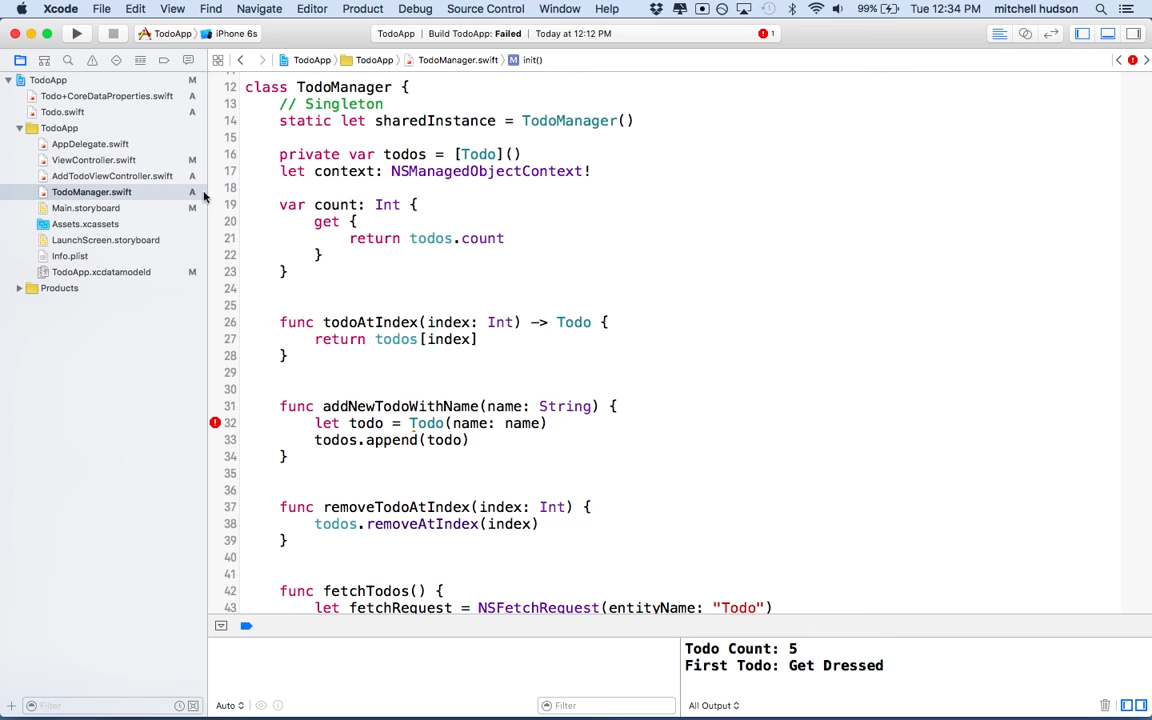 Xcode File Edit View Find Navigate Editor Product Debug Source Control Window Help 99% Tue 12:34 PM mitchell hudson
TodoApp iPhone 6s TodoApp | Build TodoApp: Failed | Today at 12:12 PM 1
TodoApp TodoApp TodoManager.swift M init()
TodoApp M
Todo+CoreDataProperties.swift A
Todo.swift A
TodoApp
AppDelegate.swift
ViewController.swift M
AddTodoViewController.swift A
TodoManager.swift A
Main.storyboard M
Assets.xcassets
LaunchScreen.storyboard
Info.plist
TodoApp.xcdatamodeld M
Products
12 class TodoManager {
13 // Singleton
14 static let sharedInstance = TodoManager()
15
16 private var todos = [Todo]()
17 let context: NSManagedObjectContext!
18
19 var count: Int {
20 get {
21 return todos.count
22 }
23 }
24
25
26 func todoAtIndex(index: Int) -> Todo {
27 return todos[index]
28 }
29
30
31 func addNewTodoWithName(name: String) {
32 let todo = Todo(name: name)
33 todos.append(todo)
34 }
35
36
37 func removeTodoAtIndex(index: Int) {
38 todos.removeAtIndex(index)
39 }
40
41
42 func fetchTodos() {
43 let fetchRequest = NSFetchRequest(entityName: "Todo")
Todo Count: 5
First Todo: Get Dressed
Filter Auto Filter All Output